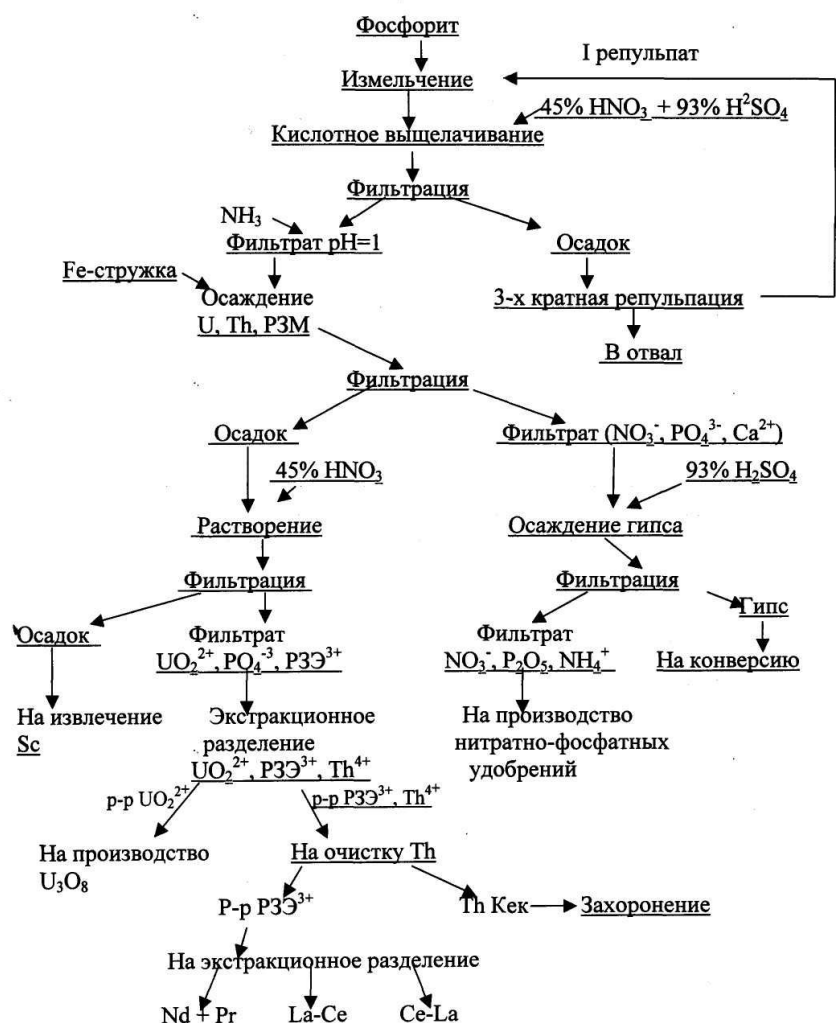 Фосфорит
I репульпат
Измельчение
45% HNO₃ + 93% H²SO₄
Кислотное выщелачивание
Фильтрация
NH₃
Фильтрат pH=1
Осадок
Fe-стружка
Осаждение
U, Th, РЗМ
3-х кратная репульпация
В отвал
Фильтрация
Осадок
Фильтрат (NO₃⁻, PO₄³⁻, Ca²⁺)
45% HNO₃
93% H₂SO₄
Растворение
Осаждение гипса
Фильтрация
Фильтрация
Гипс
Осадок
Фильтрат
UO₂²⁺, PO₄⁻³, РЗЭ³⁺
Фильтрат
NO₃⁻, P₂O₅, NH₄⁺
На конверсию
На извлечение
Sc
Экстракционное
разделение
UO₂²⁺, РЗЭ³⁺, Th⁴⁺
На производство
нитратно-фосфатных
удобрений
р-р UO₂²⁺
р-р РЗЭ³⁺, Th⁴⁺
На производство
U₃O₈
На очистку Th
Р-р РЗЭ³⁺
Th Кек
Захоронение
На экстракционное разделение
Nd + Pr
La-Ce
Ce-La